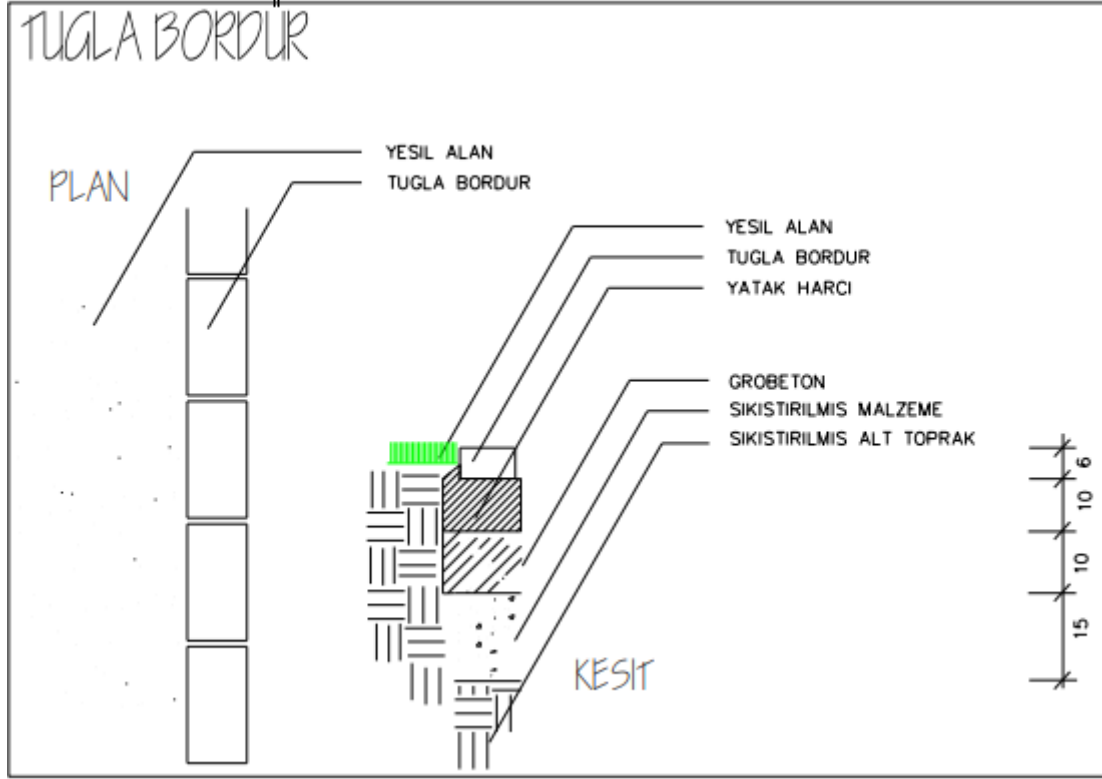 TUGLA BORDÜR
PLAN
YESIL ALAN
TUGLA BORDUR
YESIL ALAN
TUGLA BORDUR
YATAK HARCI
GROBETON
SIKISTIRILMIS MALZEME
SIKISTIRILMIS ALT TOPRAK
6
10
10
15
KESIT